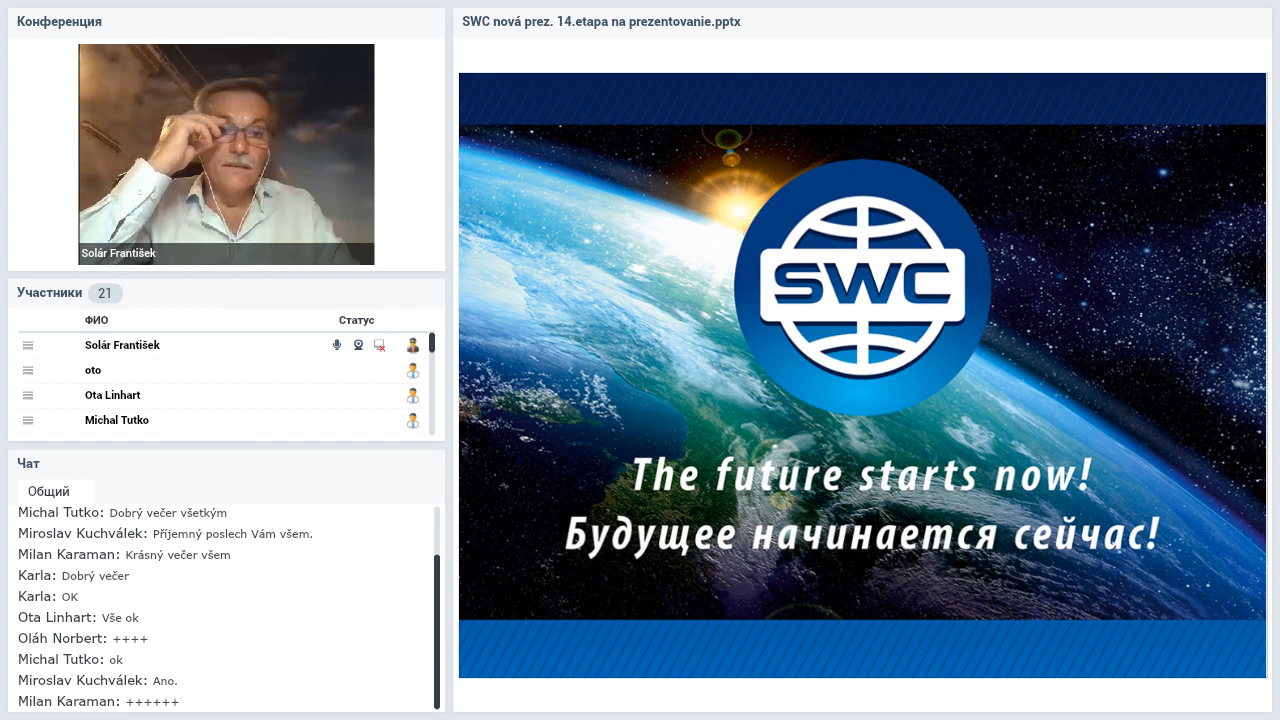 Конференция
Solár František
Участники 21
ФИО Статус
Solár František
oto
Ota Linhart
Michal Tutko
Чат
Общий
Michal Tutko: Dobrý večer všetkým
Miroslav Kuchválek: Příjemný poslech Vám všem.
Milan Karaman: Krásný večer všem
Karla: Dobrý večer
Karla: OK
Ota Linhart: Vše ok
Oláh Norbert: ++++
Michal Tutko: ok
Miroslav Kuchválek: Ano.
Milan Karaman: ++++++
SWC nová prez. 14.etapa na prezentovanie.pptx
SWC
The future starts now!
Будущее начинается сейчас!